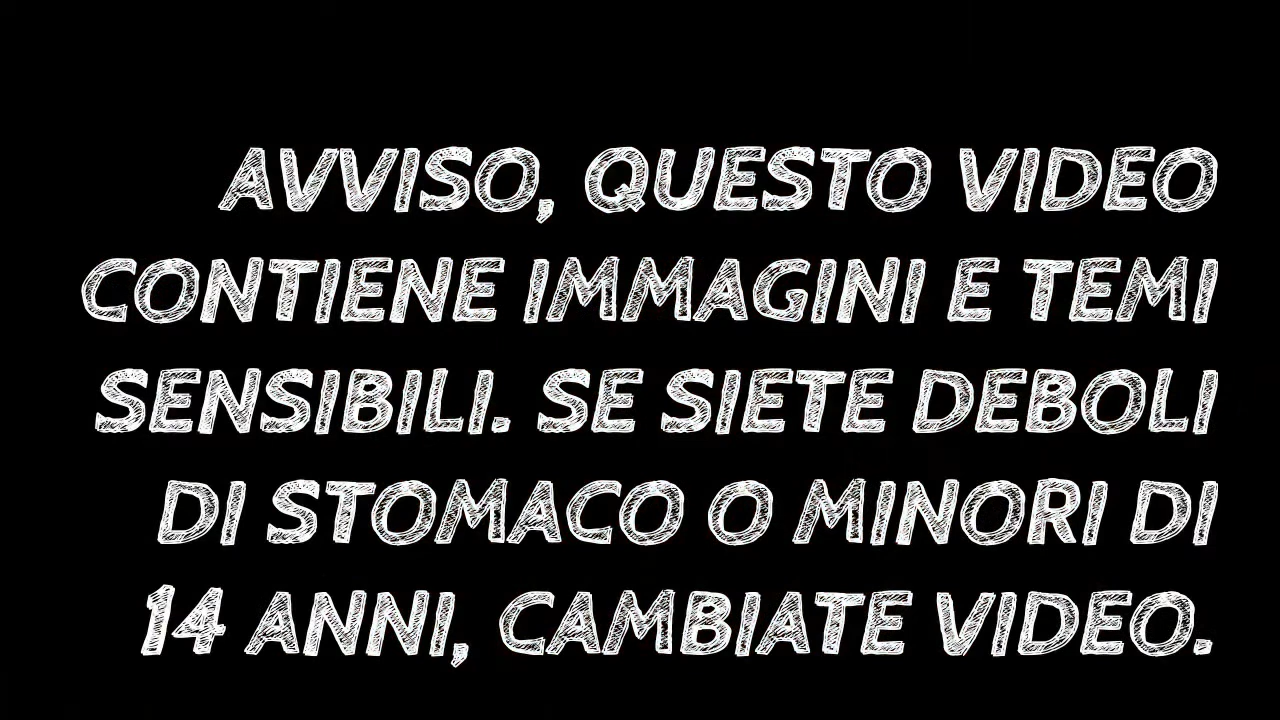 AVVISO, QUESTO VIDEO
CONTIENE IMMAGINI E TEMI
SENSIBILI. SE SIETE DEBOLI
DI STOMACO O MINORI DI
14 ANNI, CAMBIATE VIDEO.